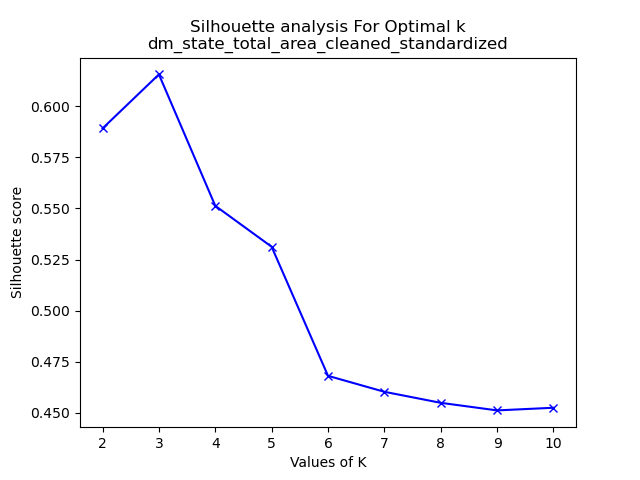 Silhouette analysis For Optimal k
dm_state_total_area_cleaned_standardized
Silhouette score
0.600
0.575
0.550
0.525
0.500
0.475
0.450
2 3 4 5 6 7 8 9 10
Values of K